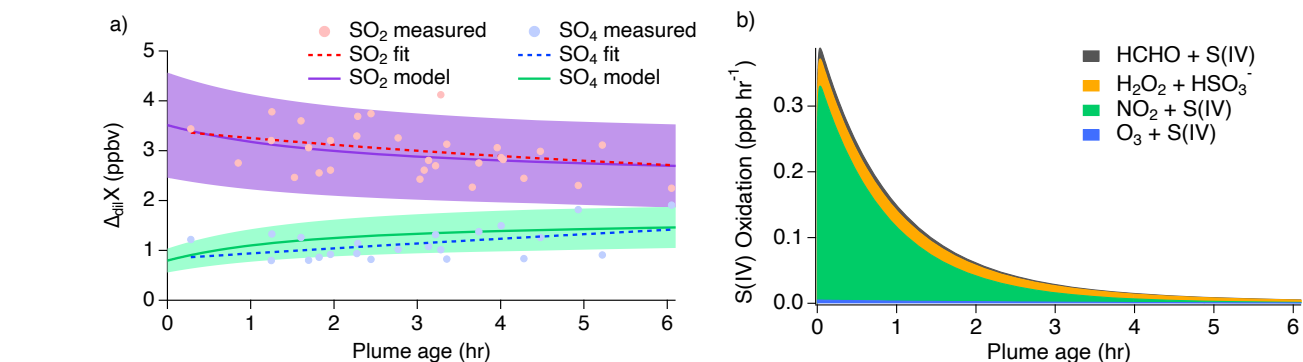 a)
SO2 measured
SO2 fit
SO2 model
SO4 measured
SO4 fit
SO4 model
5
4
3
2
1
0
ΔdilX (ppbv)
0 1 2 3 4 5 6
Plume age (hr)
b)
HCHO + S(IV)
H2O2 + HSO3-
NO2 + S(IV)
O3 + S(IV)
0.3
0.2
0.1
0.0
S(IV) Oxidation (ppb hr-1)
0 1 2 3 4 5 6
Plume age (hr)